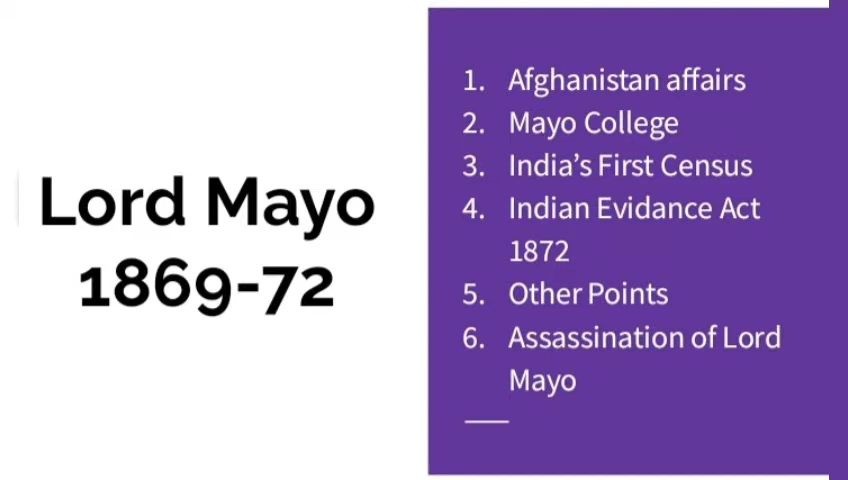 Lord Mayo
1869-72
1. Afghanistan affairs
2. Mayo College
3. India's First Census
4. Indian Evidance Act
1872
5. Other Points
6. Assassination of Lord
Mayo